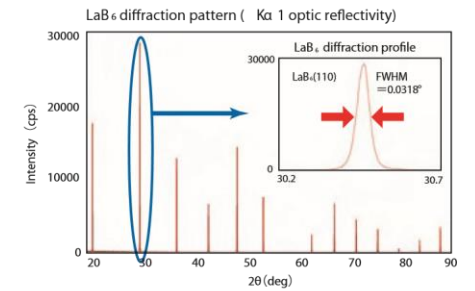 LaB₆ diffraction pattern ( Kα 1 optic reflectivity)
30000
20000
10000
0
Intensity (cps)
20 30 40 50 60 70 80 90
2θ (deg)
LaB₆ diffraction profile
30000
LaB₆(110)
FWHM
=0.0318°
0
30.2 30.7